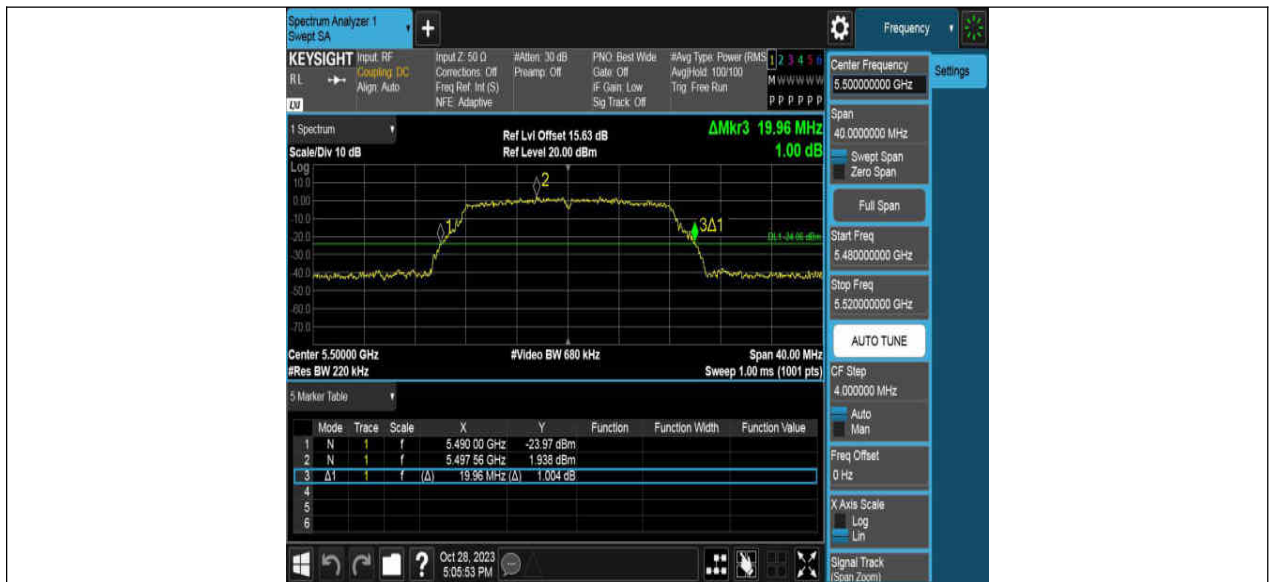 Spectrum Analyzer 1
Swept SA
+
Frequency
KEYSIGHT
RL
LXI
Input: RF
Coupling: DC
Align: Auto
Input Z: 50 Ω
Corrections: Off
Freq Ref: Int (S)
NFE: Adaptive
#Atten: 30 dB
Preamp: Off
PNO: Best Wide
Gate: Off
IF Gain: Low
Sig Track: Off
#Avg Type: Power (RMS
Avg|Hold: 100/100
Trig: Free Run
1 2 3 4 5 6
M W W W W W
P P P P P P
Center Frequency
5.500000000 GHz
Settings
Span
40.0000000 MHz
Swept Span
Zero Span
Full Span
Start Freq
5.480000000 GHz
Stop Freq
5.520000000 GHz
AUTO TUNE
CF Step
4.000000 MHz
Auto
Man
Freq Offset
0 Hz
X Axis Scale
Log
Lin
Signal Track
(Span Zoom)
1 Spectrum
Scale/Div 10 dB
Ref Lvl Offset 15.63 dB
Ref Level 20.00 dBm
ΔMkr3 19.96 MHz
1.00 dB
Log
10.0
0.00
-10.0
-20.0
-30.0
-40.0
-50.0
-60.0
-70.0
2
1
3Δ1
DL1 -24.06 dBm
Center 5.50000 GHz
#Res BW 220 kHz
#Video BW 680 kHz
Span 40.00 MHz
Sweep 1.00 ms (1001 pts)
5 Marker Table
Mode Trace Scale X Y Function Function Width Function Value
1 N 1 f 5.490 00 GHz -23.97 dBm
2 N 1 f 5.497 56 GHz 1.938 dBm
3 Δ1 1 f (Δ) 19.96 MHz (Δ) 1.004 dB
4
5
6
?
Oct 28, 2023
5:05:53 PM